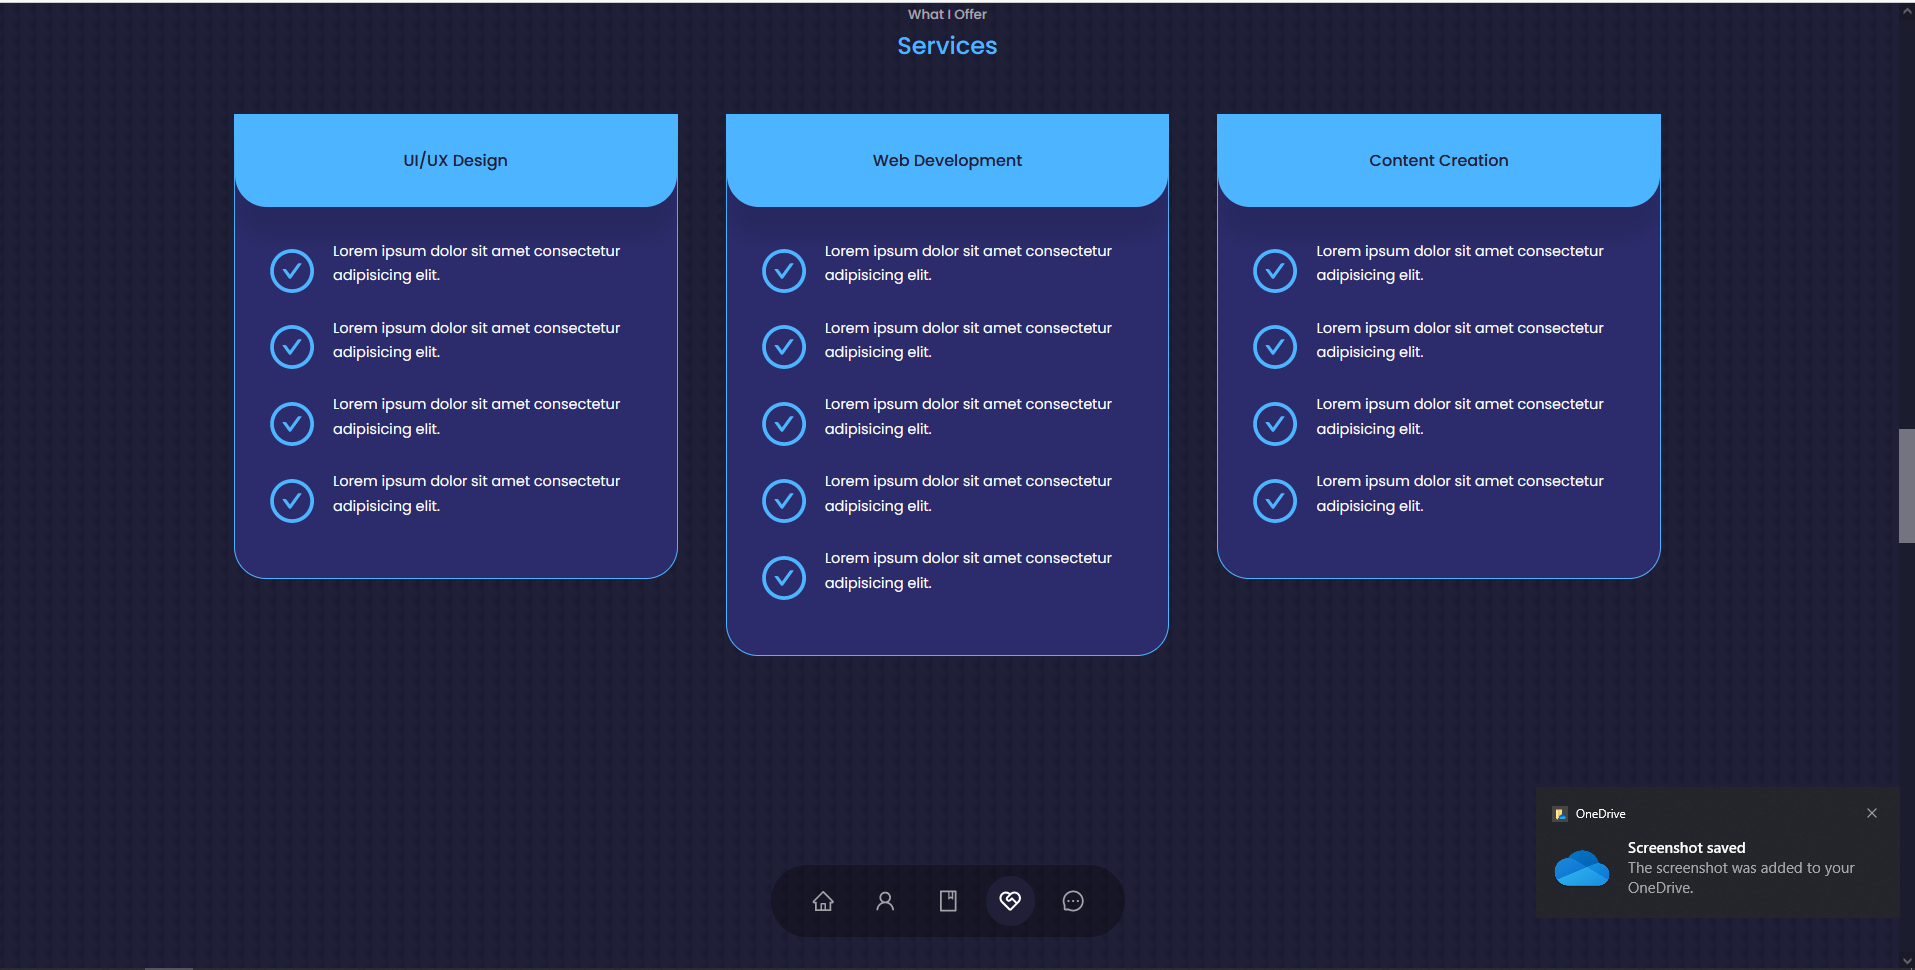 What I Offer
Services
UI/UX Design
Lorem ipsum dolor sit amet consectetur
adipisicing elit.
Lorem ipsum dolor sit amet consectetur
adipisicing elit.
Lorem ipsum dolor sit amet consectetur
adipisicing elit.
Lorem ipsum dolor sit amet consectetur
adipisicing elit.
Web Development
Lorem ipsum dolor sit amet consectetur
adipisicing elit.
Lorem ipsum dolor sit amet consectetur
adipisicing elit.
Lorem ipsum dolor sit amet consectetur
adipisicing elit.
Lorem ipsum dolor sit amet consectetur
adipisicing elit.
Lorem ipsum dolor sit amet consectetur
adipisicing elit.
Content Creation
Lorem ipsum dolor sit amet consectetur
adipisicing elit.
Lorem ipsum dolor sit amet consectetur
adipisicing elit.
Lorem ipsum dolor sit amet consectetur
adipisicing elit.
Lorem ipsum dolor sit amet consectetur
adipisicing elit.
OneDrive
Screenshot saved
The screenshot was added to your
OneDrive.